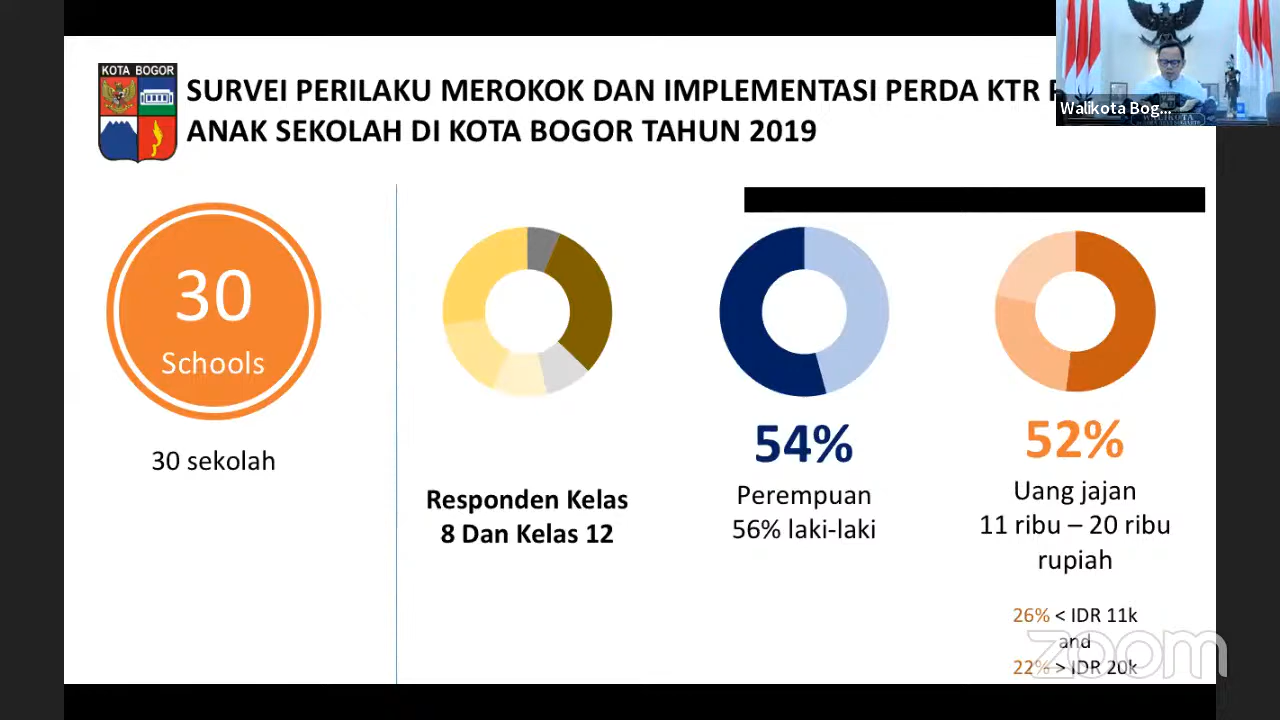 KOTA BOGOR
SURVEI PERILAKU MEROKOK DAN IMPLEMENTASI PERDA KTR
ANAK SEKOLAH DI KOTA BOGOR TAHUN 2019
Walikota Bog...
WALIKOTA
30
Schools
30 sekolah
Responden Kelas
8 Dan Kelas 12
54%
Perempuan
56% laki-laki
52%
Uang jajan
11 ribu – 20 ribu
rupiah
26% < IDR 11k
and
22% > IDR 20k
zoom